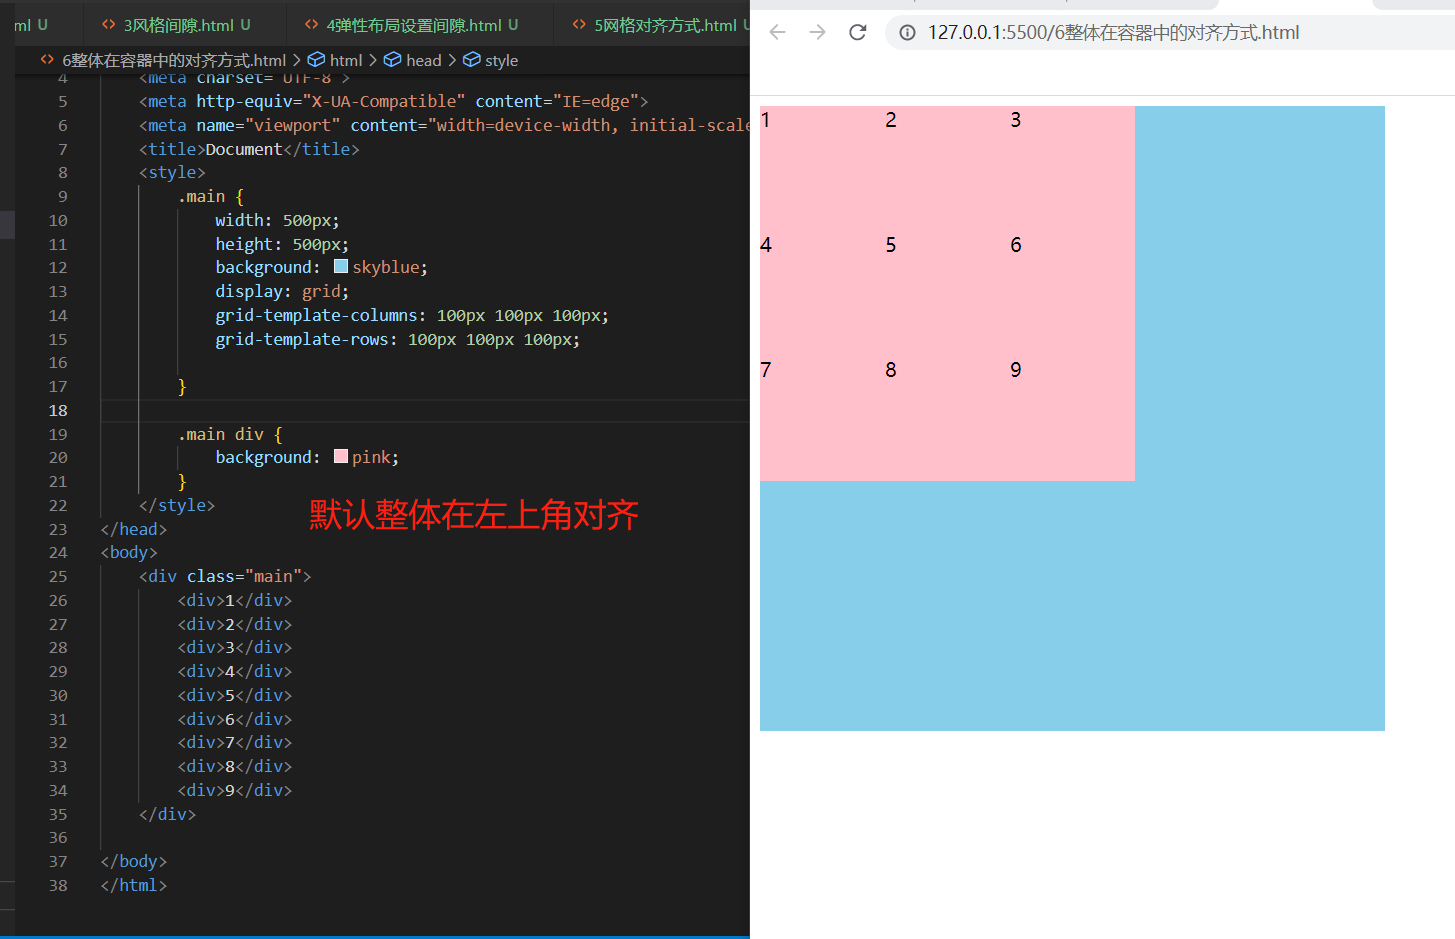 ml U <> 3风格间隙.html U <> 4弹性布局设置间隙.html U <> 5网格对齐方式.html U
<> 6整体在容器中的对齐方式.html > html > head > style
4 <meta charset="UTF-8">
5 <meta http-equiv="X-UA-Compatible" content="IE=edge">
6 <meta name="viewport" content="width=device-width, initial-scale
7 <title>Document</title>
8 <style>
9 .main {
10 width: 500px;
11 height: 500px;
12 background: skyblue;
13 display: grid;
14 grid-template-columns: 100px 100px 100px;
15 grid-template-rows: 100px 100px 100px;
16
17 }
18
19 .main div {
20 background: pink;
21 }
22 </style>
默认整体在左上角对齐
23 </head>
24 <body>
25 <div class="main">
26 <div>1</div>
27 <div>2</div>
28 <div>3</div>
29 <div>4</div>
30 <div>5</div>
31 <div>6</div>
32 <div>7</div>
33 <div>8</div>
34 <div>9</div>
35 </div>
36
37 </body>
38 </html>
127.0.0.1:5500/6整体在容器中的对齐方式.html
1 2 3
4 5 6
7 8 9